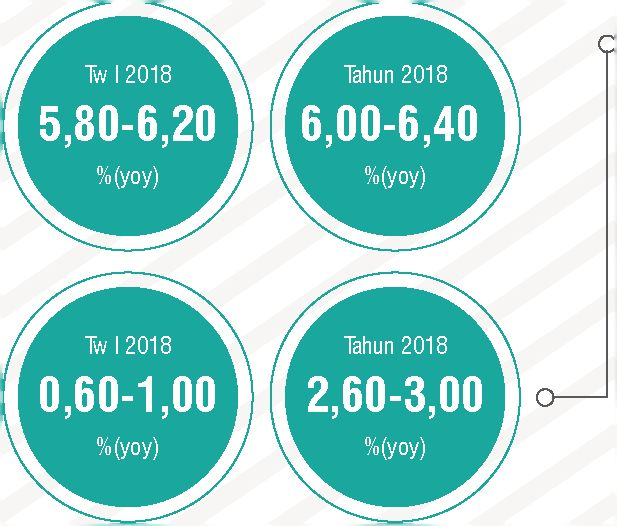 Tw I 2018
5,80-6,20
%(yoy)
Tahun 2018
6,00-6,40
%(yoy)
Tw I 2018
0,60-1,00
%(yoy)
Tahun 2018
2,60-3,00
%(yoy)